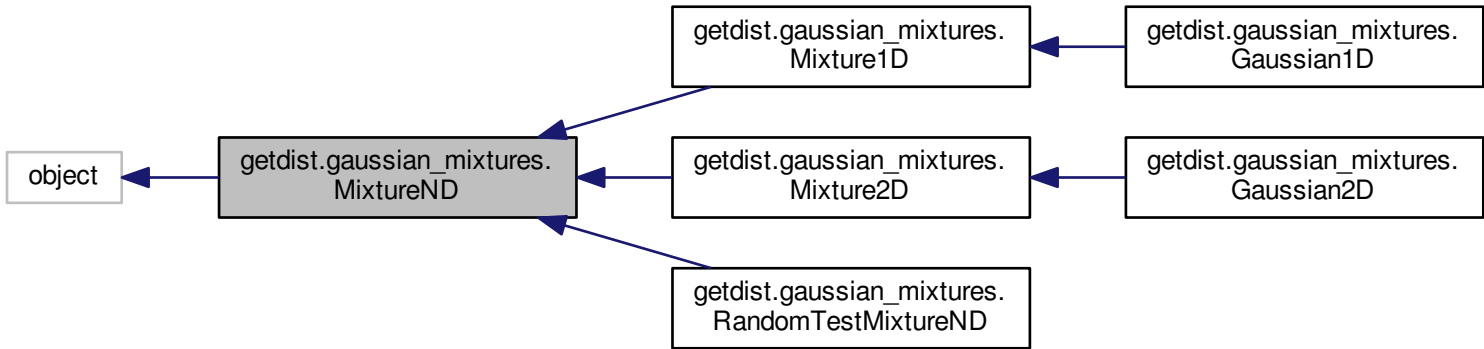 object
getdist.gaussian_mixtures.
MixtureND
getdist.gaussian_mixtures.
Mixture1D
getdist.gaussian_mixtures.
Mixture2D
getdist.gaussian_mixtures.
RandomTestMixtureND
getdist.gaussian_mixtures.
Gaussian1D
getdist.gaussian_mixtures.
Gaussian2D